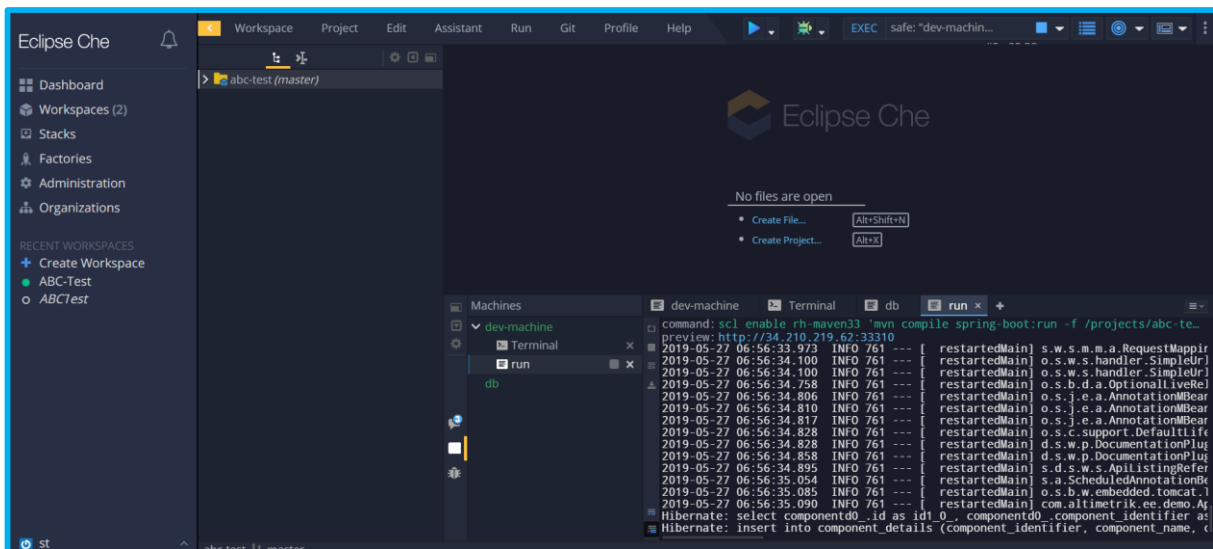 Eclipse Che
Dashboard
Workspaces (2)
Stacks
Factories
Administration
Organizations
RECENT WORKSPACES
Create Workspace
ABC-Test
ABCTest
st
Workspace Project Edit Assistant Run Git Profile Help
EXEC safe: "dev-machin...
abc-test (master)
Eclipse Che
No files are open
Create File... Alt+Shift+N
Create Project... Alt+X
Machines
dev-machine
Terminal
run
db
dev-machine Terminal db run
command: scl enable rh-maven33 'mvn compile spring-boot:run -f /projects/abc-te...
preview: http://34.210.219.62:33310
2019-05-27 06:56:33.973 INFO 761 --- [ restartedMain] s.w.s.m.m.a.RequestMappin
2019-05-27 06:56:34.100 INFO 761 --- [ restartedMain] o.s.w.s.handler.SimpleUrl
2019-05-27 06:56:34.100 INFO 761 --- [ restartedMain] o.s.w.s.handler.SimpleUrl
2019-05-27 06:56:34.758 INFO 761 --- [ restartedMain] o.s.b.d.a.OptionalLiveRel
2019-05-27 06:56:34.806 INFO 761 --- [ restartedMain] o.s.j.e.a.AnnotationMBean
2019-05-27 06:56:34.810 INFO 761 --- [ restartedMain] o.s.j.e.a.AnnotationMBean
2019-05-27 06:56:34.817 INFO 761 --- [ restartedMain] o.s.j.e.a.AnnotationMBean
2019-05-27 06:56:34.828 INFO 761 --- [ restartedMain] o.s.c.support.DefaultLife
2019-05-27 06:56:34.828 INFO 761 --- [ restartedMain] d.s.w.p.DocumentationPlug
2019-05-27 06:56:34.858 INFO 761 --- [ restartedMain] d.s.w.p.DocumentationPlug
2019-05-27 06:56:34.895 INFO 761 --- [ restartedMain] s.d.s.w.s.ApiListingRefer
2019-05-27 06:56:35.054 INFO 761 --- [ restartedMain] s.a.ScheduledAnnotationBe
2019-05-27 06:56:35.085 INFO 761 --- [ restartedMain] o.s.b.w.embedded.tomcat.T
2019-05-27 06:56:35.090 INFO 761 --- [ restartedMain] com.altimetrik.ee.demo.Ap
Hibernate: select componentd0_.id as id1_0_, componentd0_.component_identifier as
Hibernate: insert into component_details (component_identifier, component_name, c